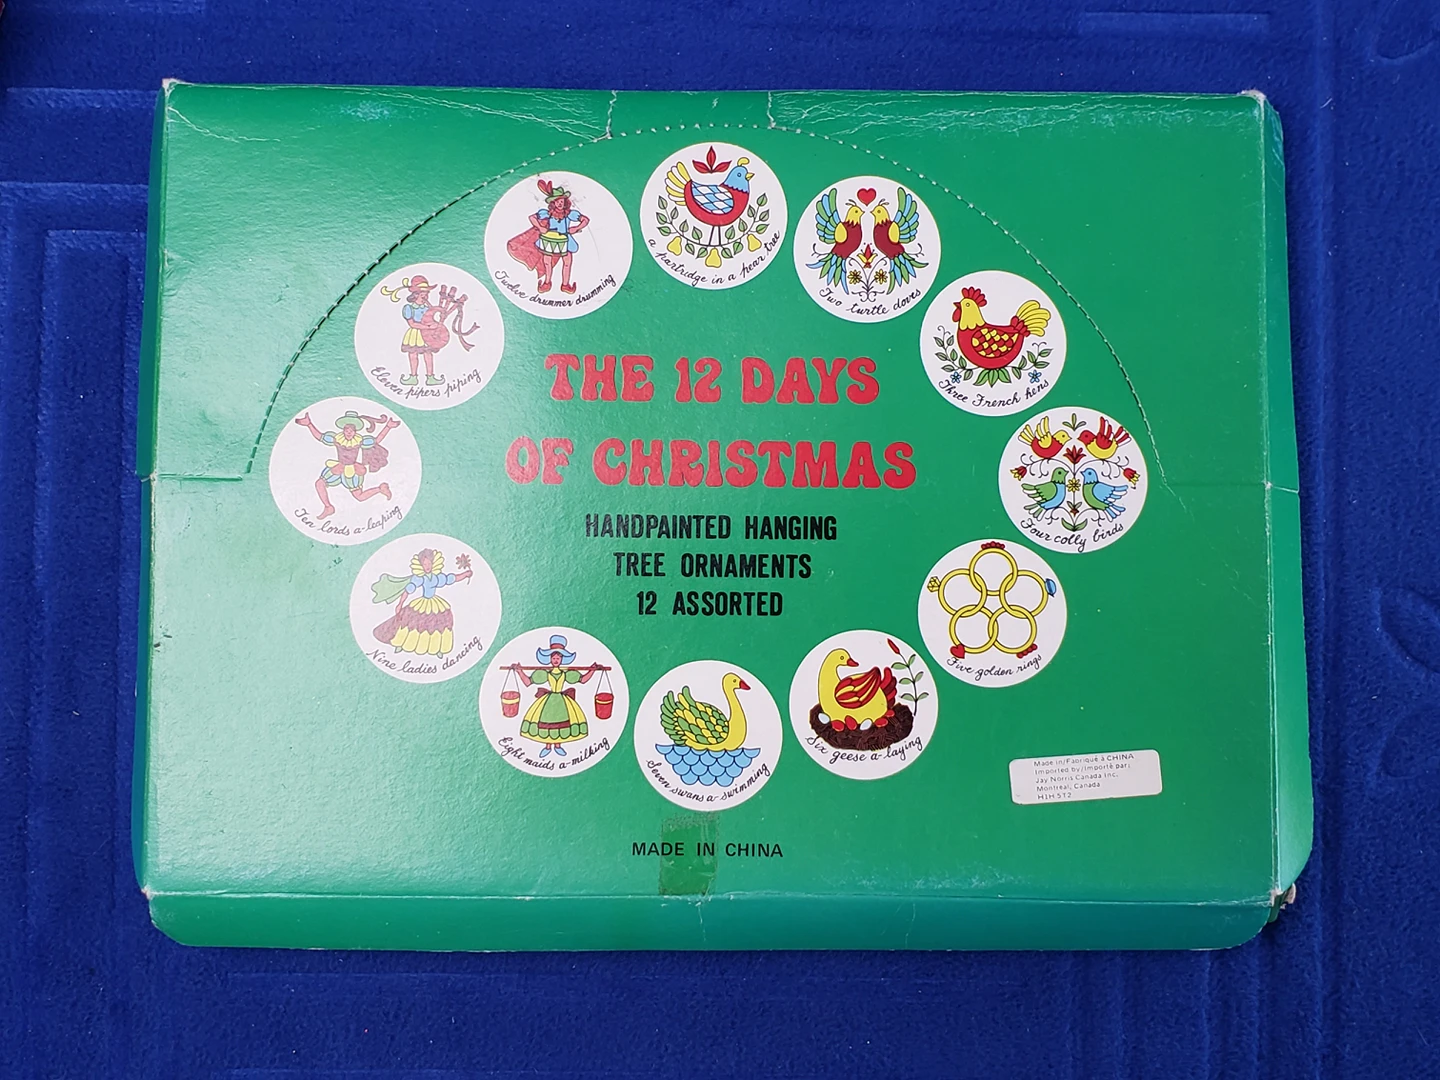 a partridge in a pear tree
Two turtle doves
Three French hens
Four colly birds
Five golden rings
Six geese a-laying
Seven swans a-swimming
Eight maids a-milking
Nine ladies dancing
Ten lords a-leaping
Eleven pipers piping
Twelve drummer drumming
THE 12 DAYS
OF CHRISTMAS
HANDPAINTED HANGING
TREE ORNAMENTS
12 ASSORTED
Made in/Fabriqué à CHINA
Imported by/Importé par:
Jay Norris Canada Inc.
Montreal, Canada
H1H 5T2
MADE IN CHINA